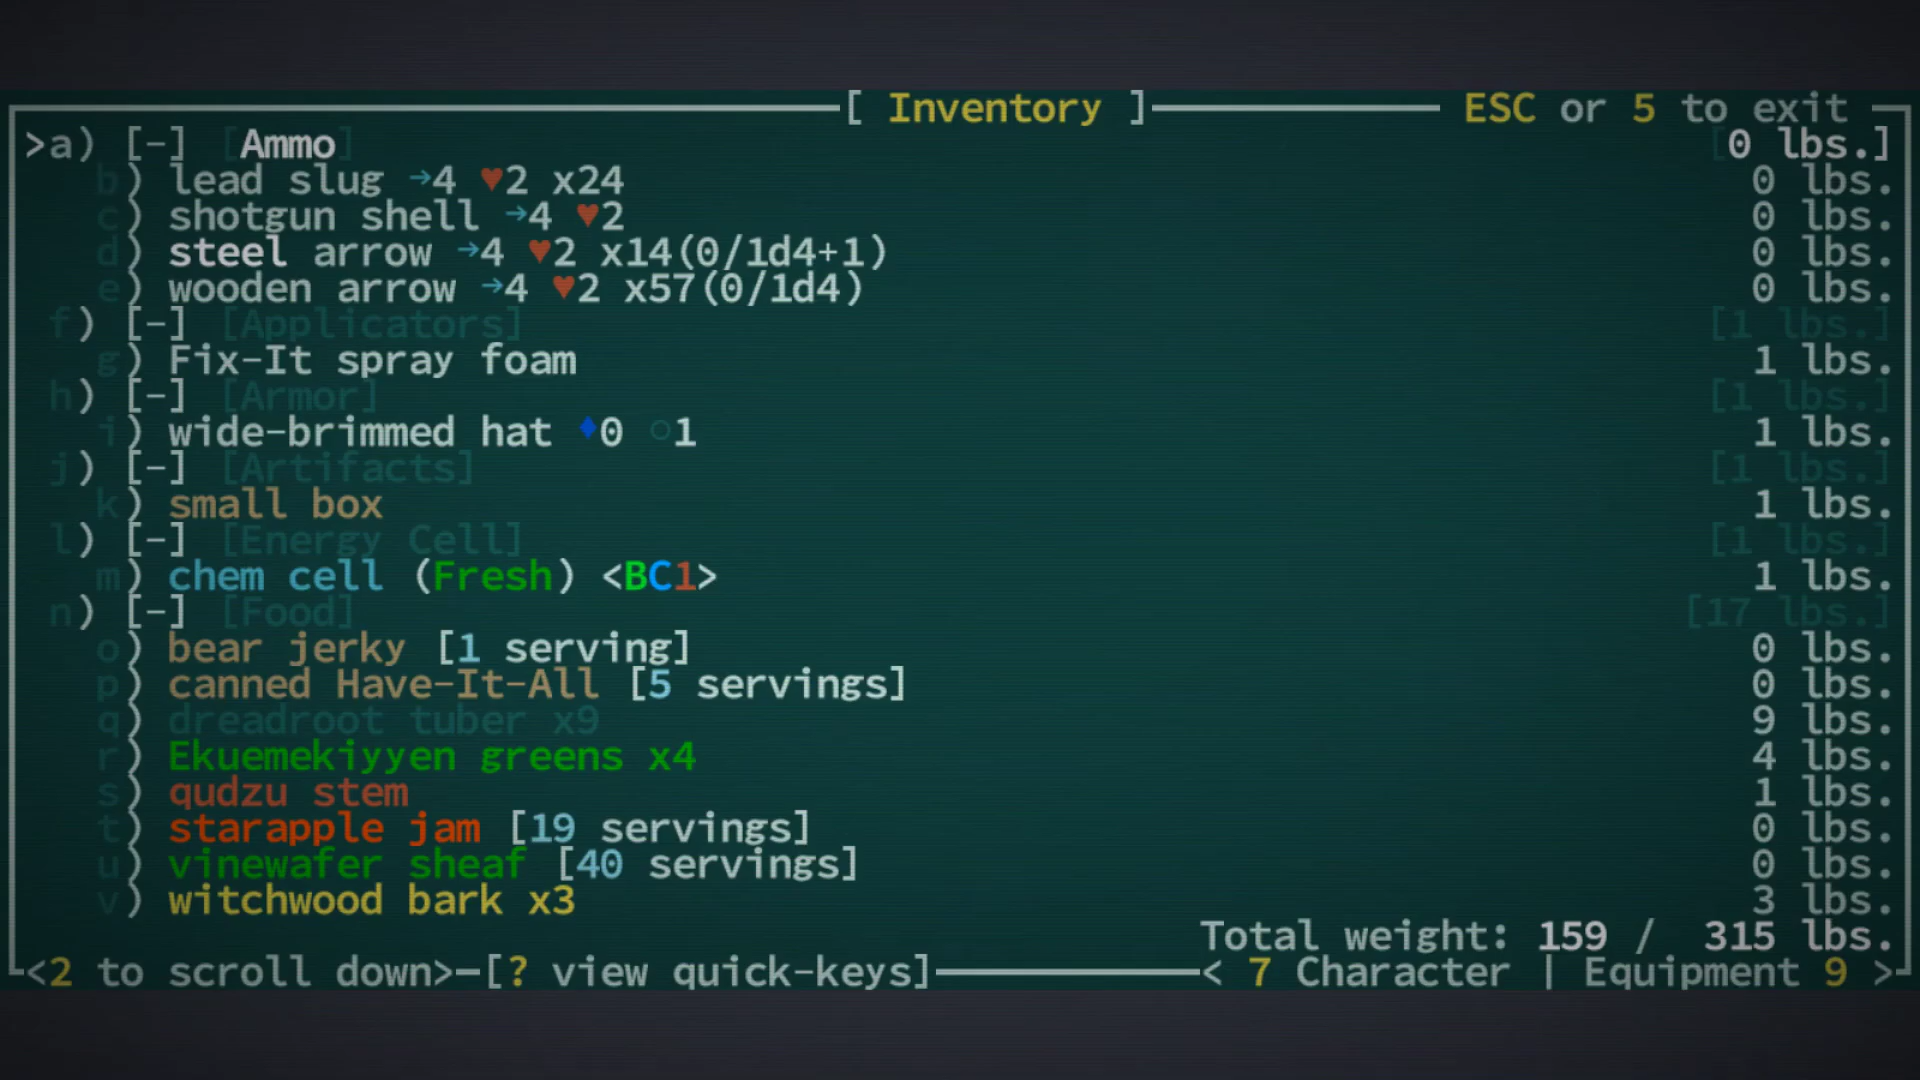 [ Inventory ] ESC or 5 to exit
>a) [-] [Ammo] [0 lbs.]
b) lead slug →4 ♥2 x24 0 lbs.
c) shotgun shell →4 ♥2 0 lbs.
d) steel arrow →4 ♥2 x14(0/1d4+1) 0 lbs.
e) wooden arrow →4 ♥2 x57(0/1d4) 0 lbs.
f) [-] [Applicators] [1 lbs.]
g) Fix-It spray foam 1 lbs.
h) [-] [Armor] [1 lbs.]
i) wide-brimmed hat ♦0 ○1 1 lbs.
j) [-] [Artifacts] [1 lbs.]
k) small box 1 lbs.
l) [-] [Energy Cell] [1 lbs.]
m) chem cell (Fresh) <BC1> 1 lbs.
n) [-] [Food] [17 lbs.]
o) bear jerky [1 serving] 0 lbs.
p) canned Have-It-All [5 servings] 0 lbs.
q) dreadroot tuber x9 9 lbs.
r) Ekuemekiyyen greens x4 4 lbs.
s) qudzu stem 1 lbs.
t) starapple jam [19 servings] 0 lbs.
u) vinewafer sheaf [40 servings] 0 lbs.
v) witchwood bark x3 3 lbs.
Total weight: 159 / 315 lbs.
<2 to scroll down> [? view quick-keys] < 7 Character | Equipment 9 >